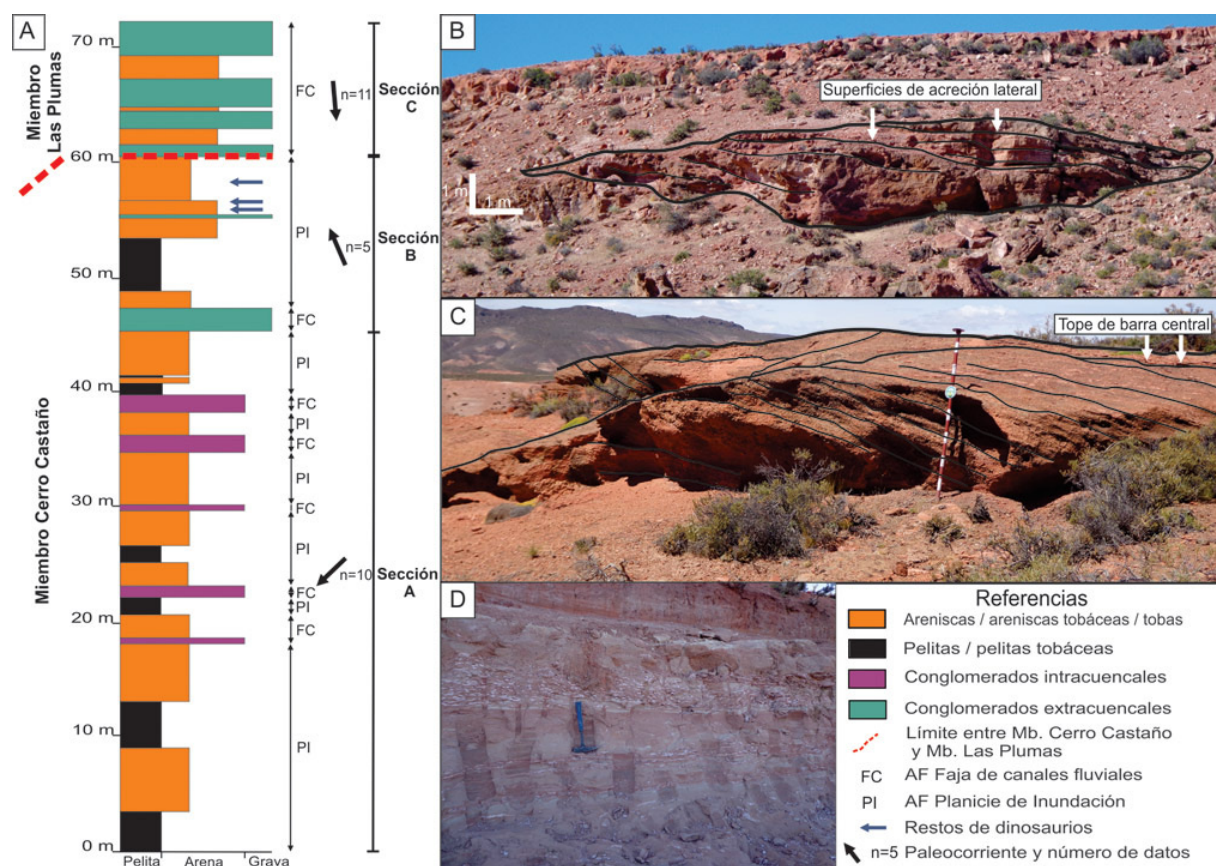 A
70 m
60 m
50 m
40 m
30 m
20 m
10 m
0 m
Miembro
Las Plumas
Miembro Cerro Castaño
FC
PI
FC
PI
FC
PI
FC
PI
FC
PI
FC
PI
FC
PI
n=11
n=5
n=10
Sección
C
Sección
B
Sección
A
Pelita
Arena
Grava
B
Superficies de acreción lateral
1 m
1 m
C
Tope de barra central
D
Referencias
Areniscas / areniscas tobáceas / tobas
Pelitas / pelitas tobáceas
Conglomerados intracuencales
Conglomerados extracuencales
Límite entre Mb. Cerro Castaño
y Mb. Las Plumas
FC AF Faja de canales fluviales
PI AF Planicie de Inundación
Restos de dinosaurios
n=5 Paleocorriente y número de datos